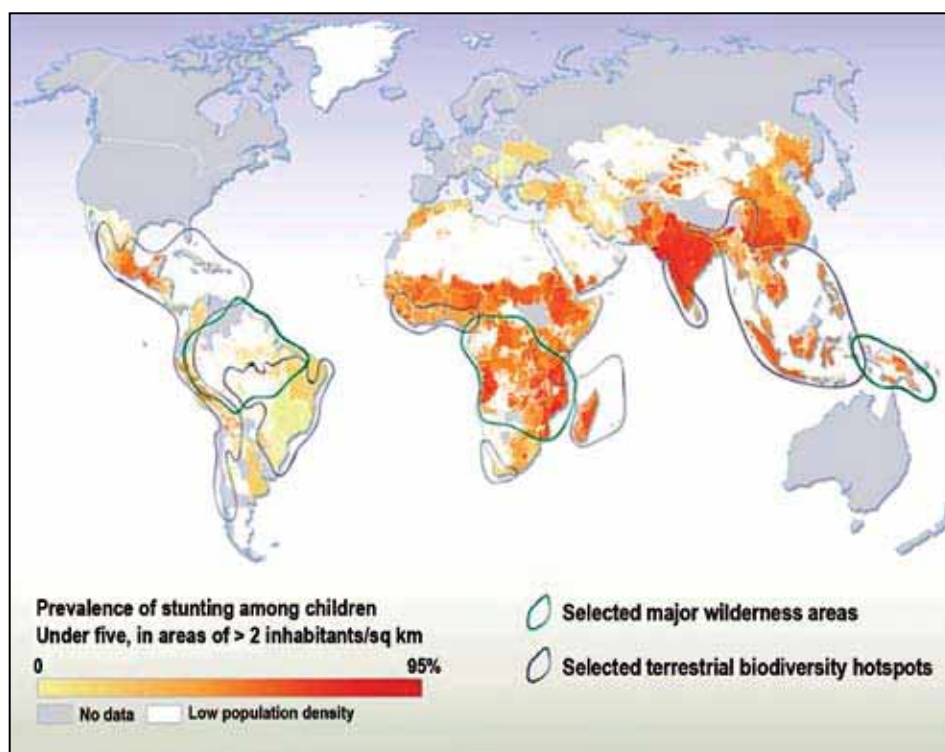 Prevalence of stunting among children
Under five, in areas of > 2 inhabitants/sq km
0 95%
No data Low population density
Selected major wilderness areas
Selected terrestrial biodiversity hotspots